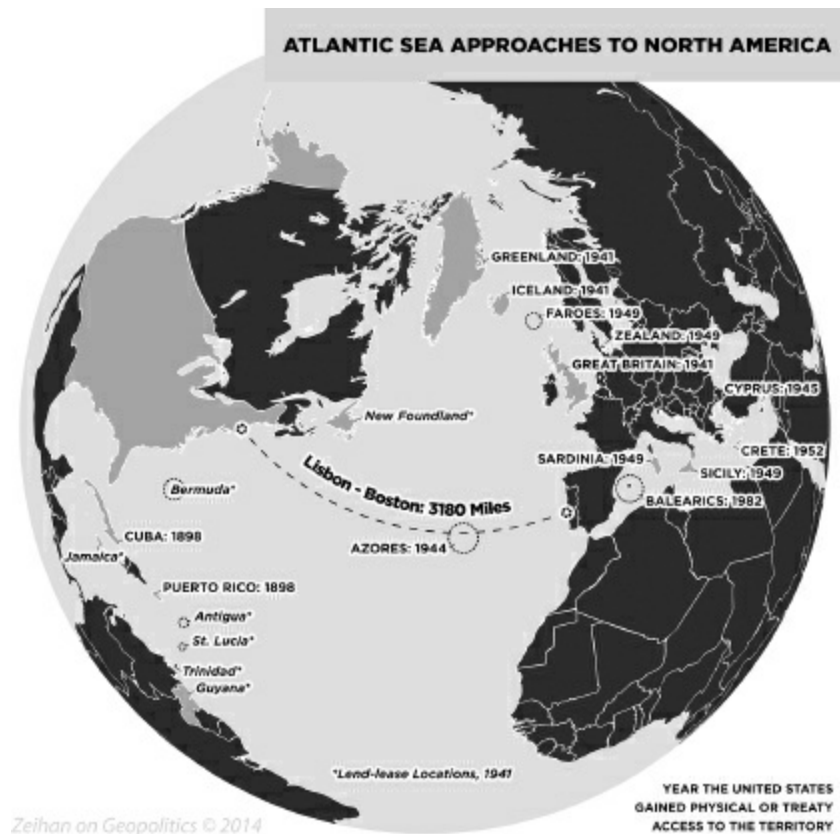 ATLANTIC SEA APPROACHES TO NORTH AMERICA
GREENLAND: 1941
ICELAND: 1941
FAROES: 1949
ZEALAND: 1949
GREAT BRITAIN: 1941
CYPRUS: 1945
New Foundland*
CRETE: 1952
SARDINIA: 1949
SICILY: 1949
Lisbon - Boston: 3180 Miles
Bermuda*
BALEARICS: 1982
CUBA: 1898
AZORES: 1944
Jamaica*
PUERTO RICO: 1898
Antigua*
St. Lucia*
Trinidad*
Guyana*
*Lend-lease Locations, 1941
YEAR THE UNITED STATES
GAINED PHYSICAL OR TREATY
ACCESS TO THE TERRITORY
Zeihan on Geopolitics © 2014